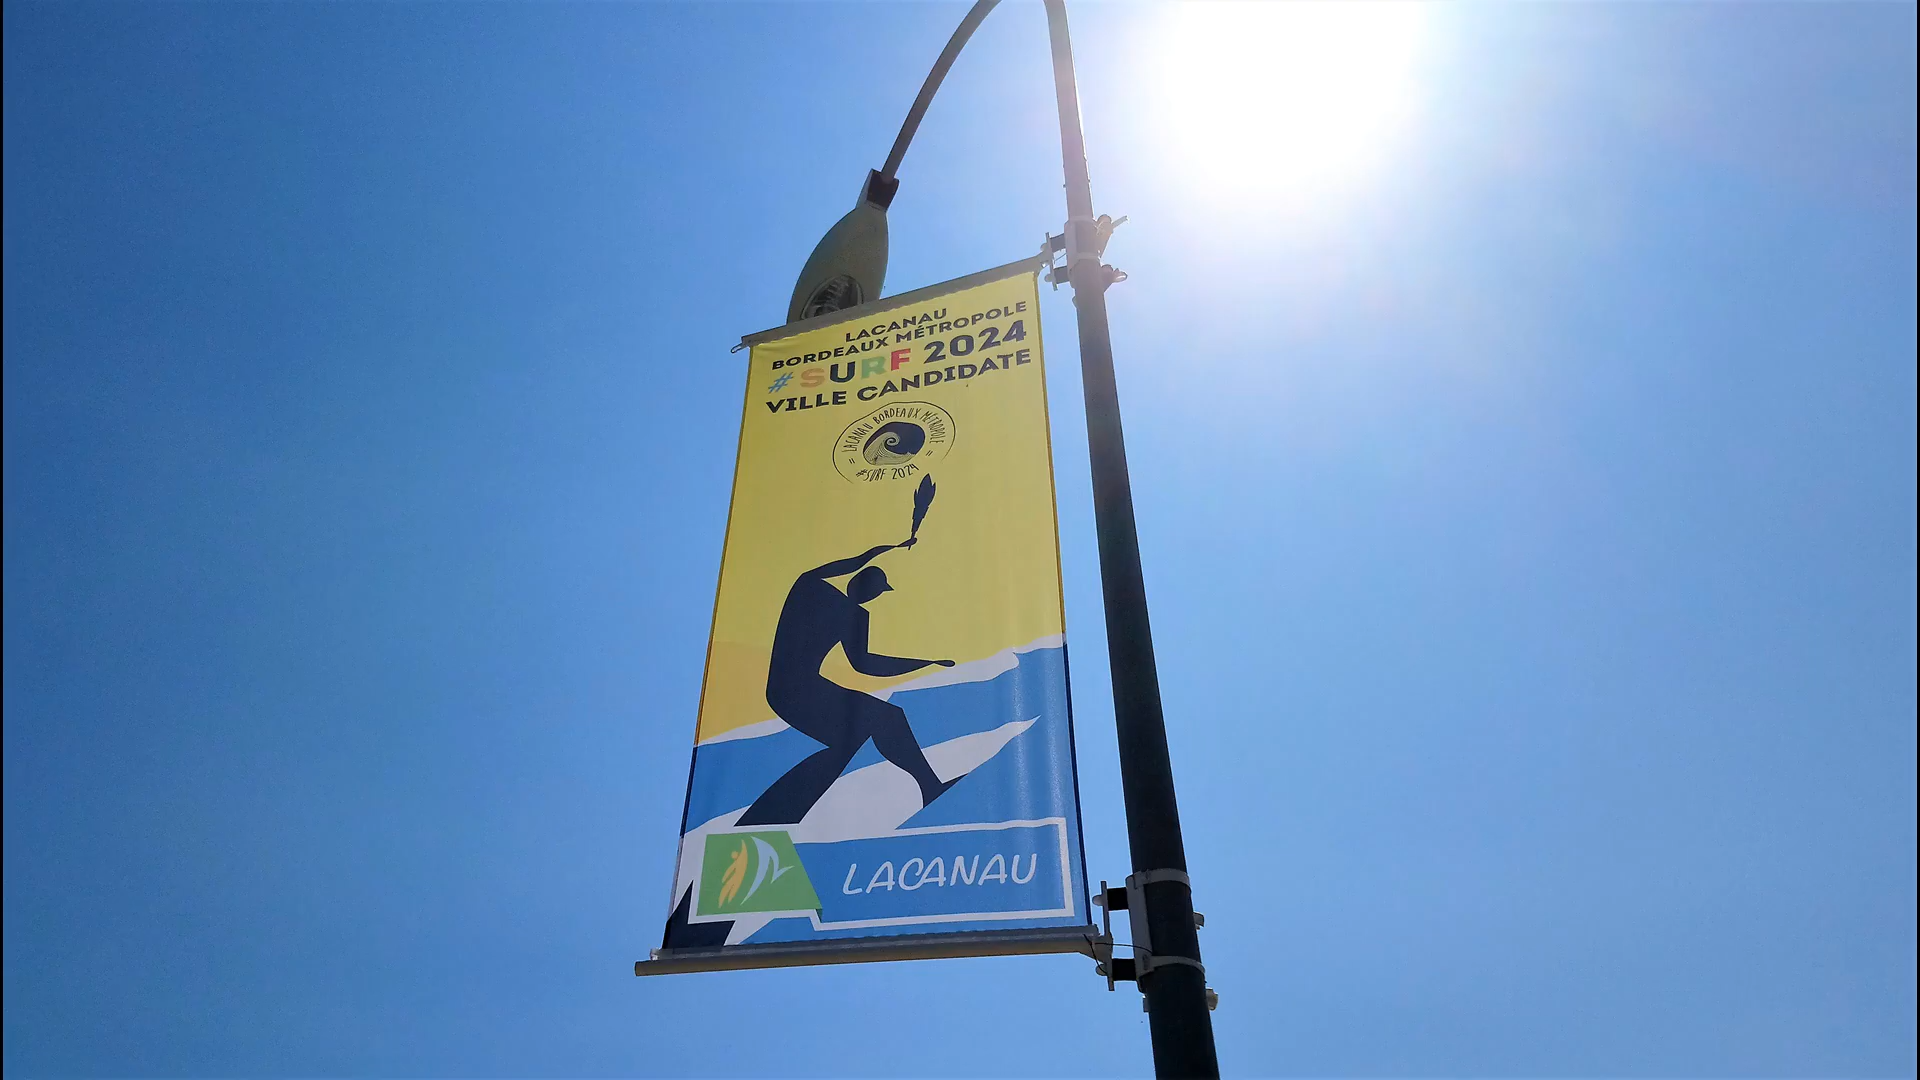 LACANAU
BORDEAUX MÉTROPOLE
#SURF 2024
VILLE CANDIDATE
LACANAU BORDEAUX MÉTROPOLE
SURF 2024
LACANAU